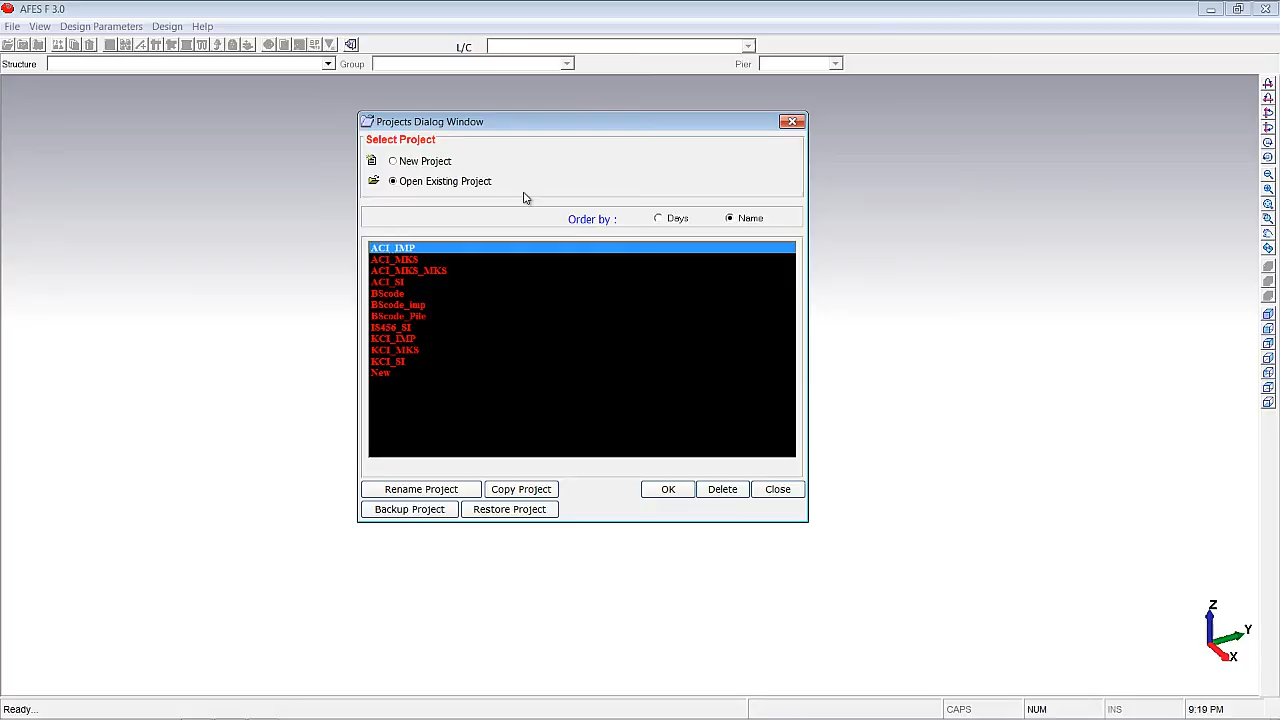 AFES F 3.0
File View Design Parameters Design Help
L/C
Structure Group Pier
Projects Dialog Window
Select Project
New Project
Open Existing Project
Order by : Days Name
ACI_IMP
ACI_MKS
ACI_MKS_MKS
ACI_SI
BScode
BScode_imp
BScode_Pile
IS456_SI
KCI_IMP
KCI_MKS
KCI_SI
New
Rename Project Copy Project OK Delete Close
Backup Project Restore Project
Z
Y
X
Ready... CAPS NUM INS 9:19 PM